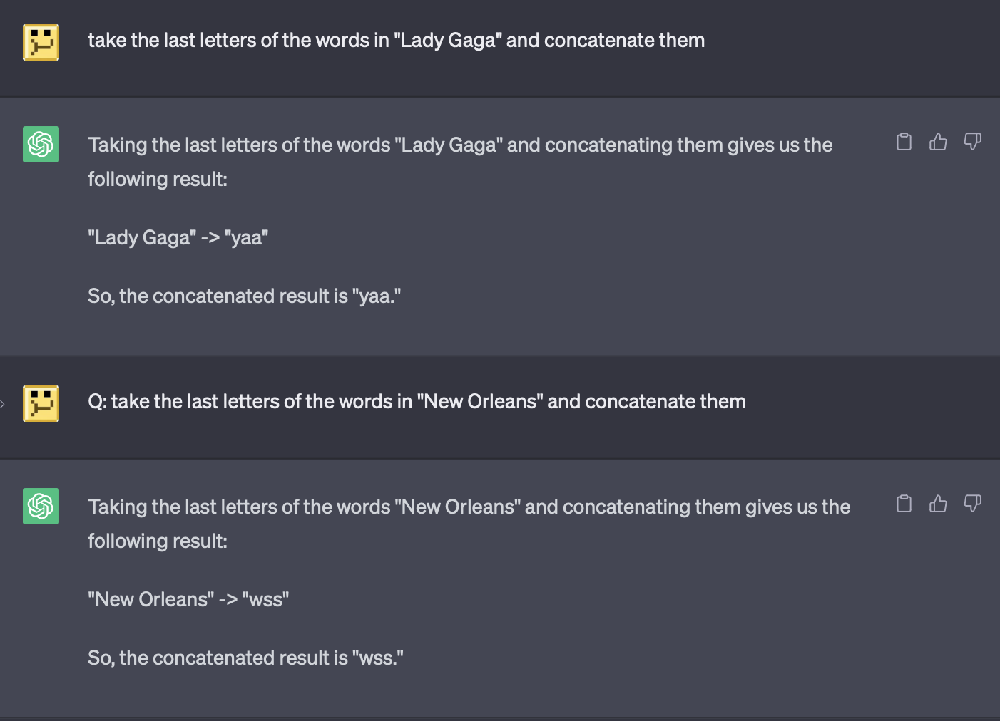 take the last letters of the words in "Lady Gaga" and concatenate them
Taking the last letters of the words "Lady Gaga" and concatenating them gives us the
following result:
"Lady Gaga" -> "yaa"
So, the concatenated result is "yaa."
Q: take the last letters of the words in "New Orleans" and concatenate them
Taking the last letters of the words "New Orleans" and concatenating them gives us the
following result:
"New Orleans" -> "wss"
So, the concatenated result is "wss."